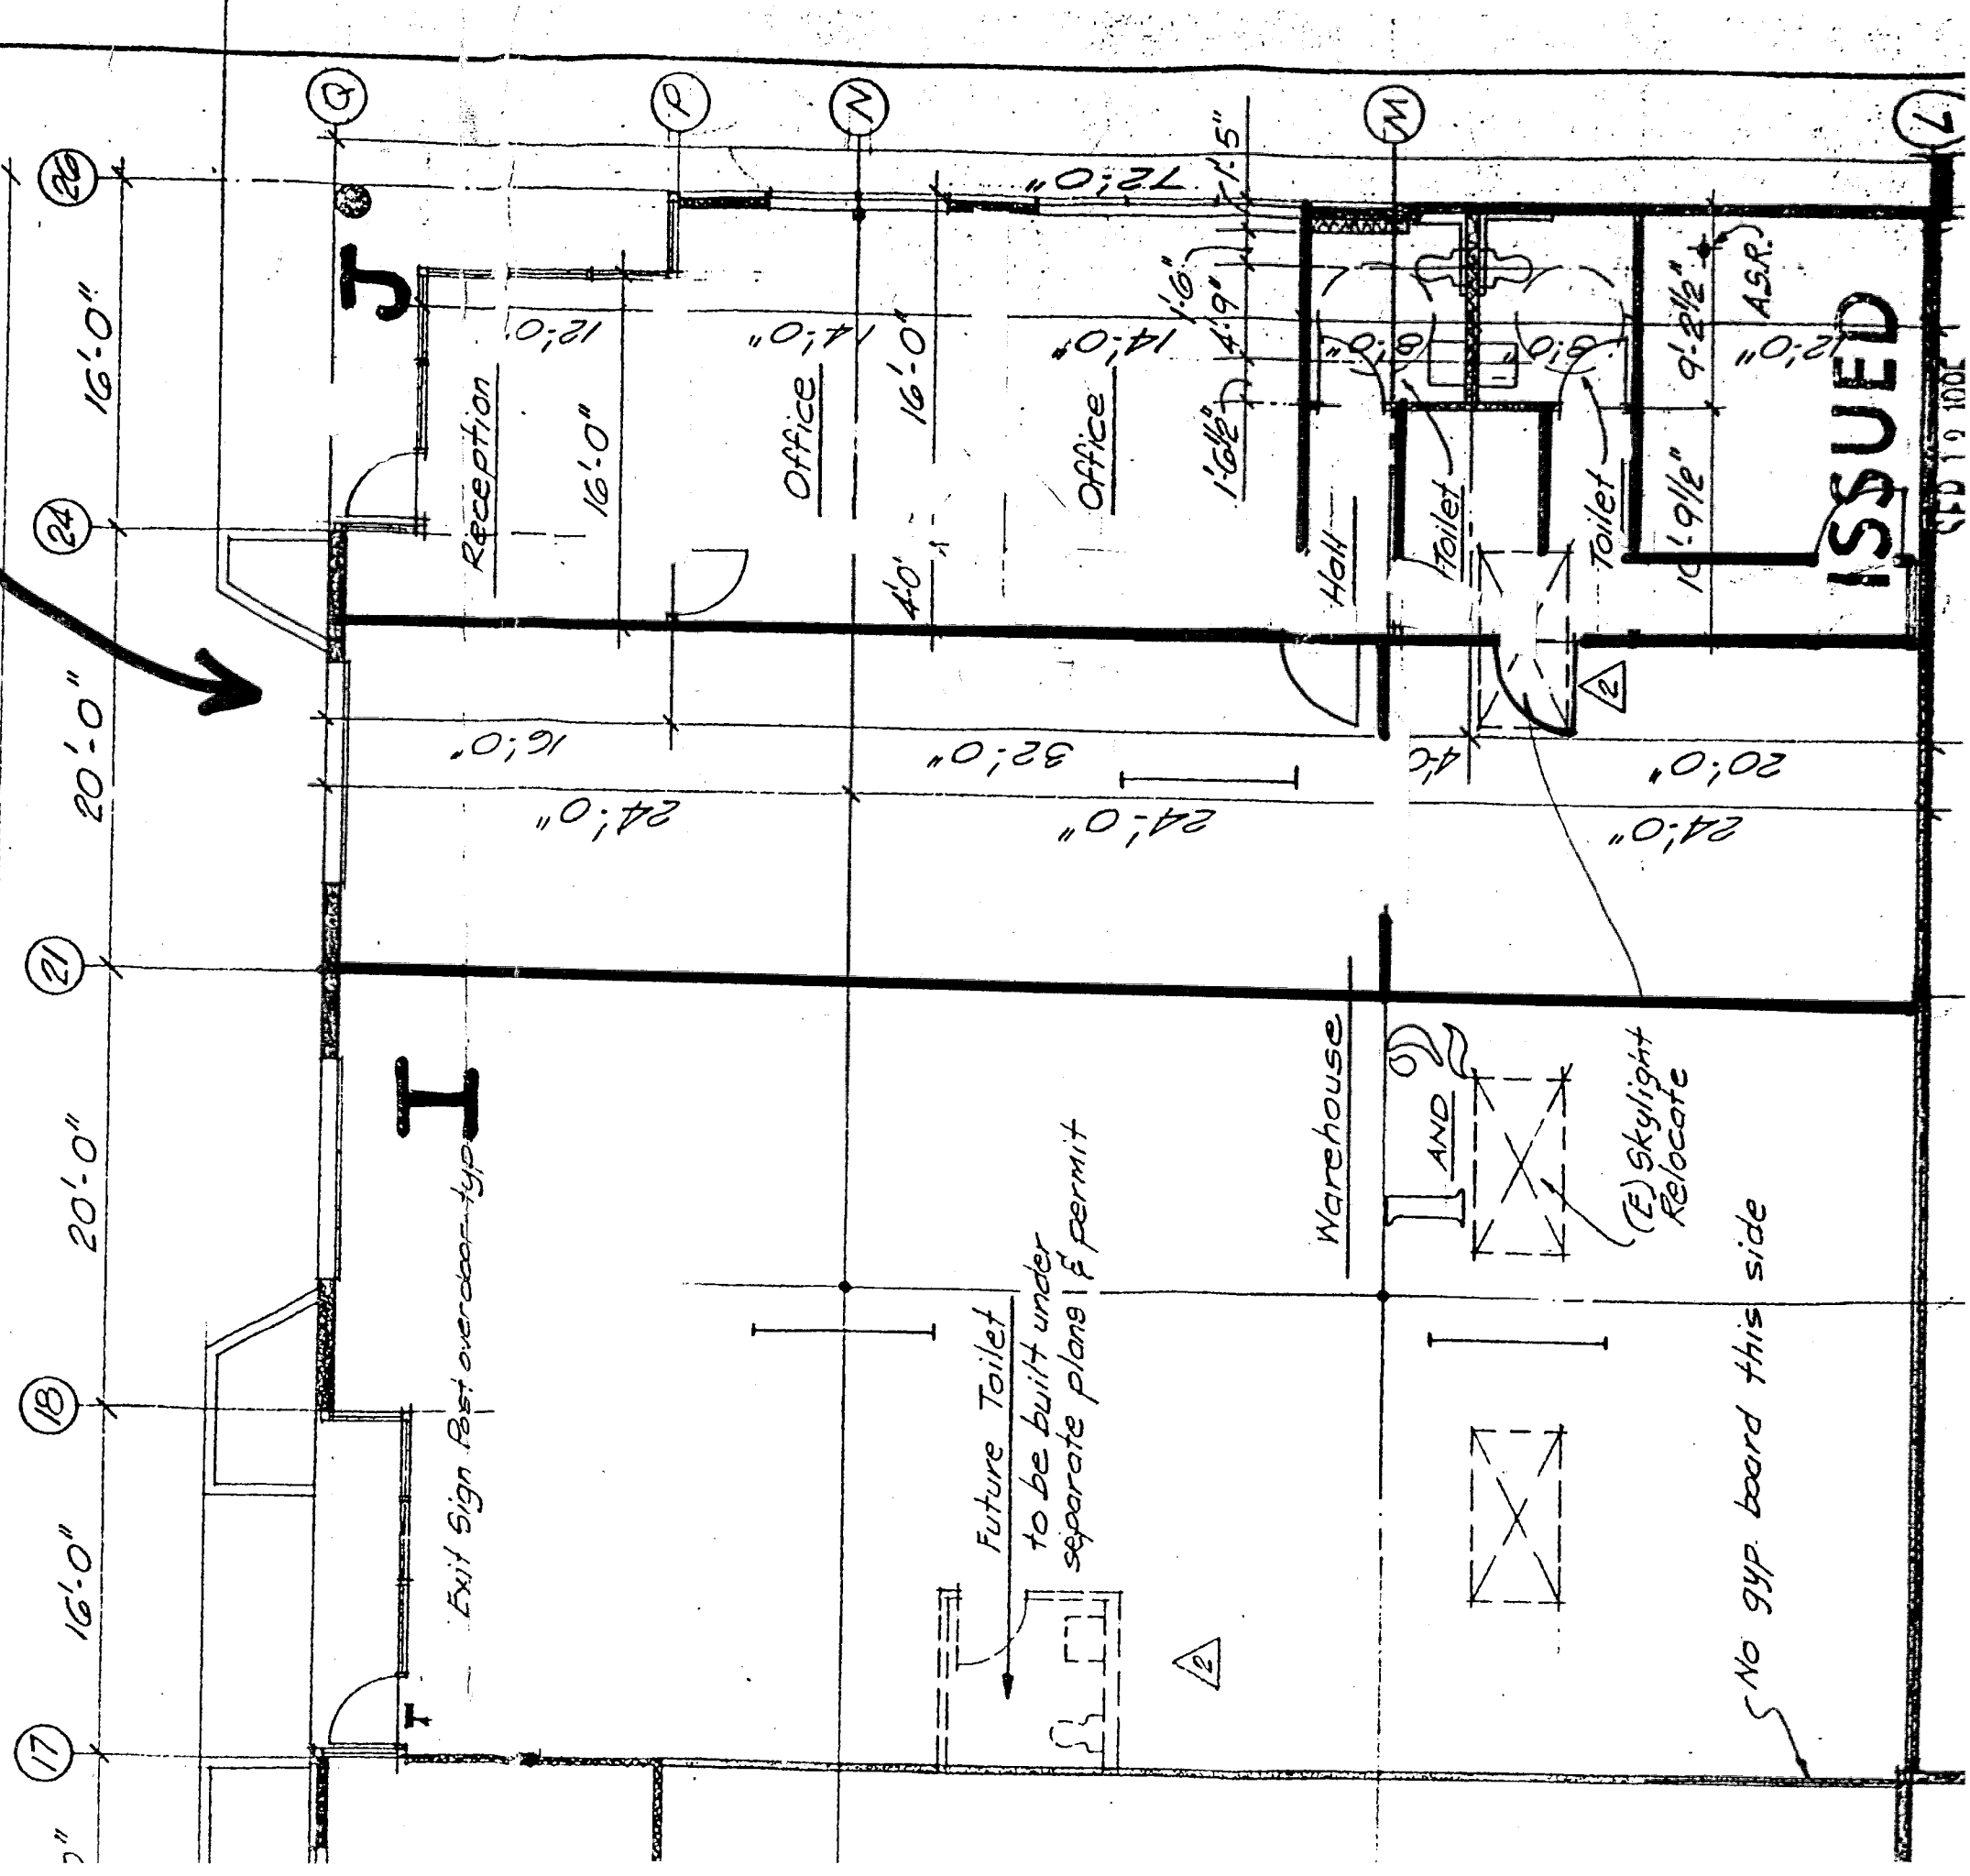 Q
P
N
M
L
26
24
21
18
17
16'-0"
20'-0"
20'-0"
16'-0"
72'-0"
1'-5"
J
12'-0
14'-0"
14'-0"
16'-0"
16'-0"
4'-0"
1'-6"
4'-9"
1'-6½"
8'-0"
8'-0"
9'-2½"
10'-9½"
12'-0"
A.S.R.
Reception
Office
Office
Hall
Toilet
Toilet
ISSUED
16'-0"
32'-0"
4'-0
20'-0"
24'-0"
24'-0"
24'-0"
2
I
Exit Sign Post over door-typ
Warehouse
1 AND 2
(E) Skylight
Relocate
Future Toilet
to be built under
separate plans & permit
2
No gyp. board this side